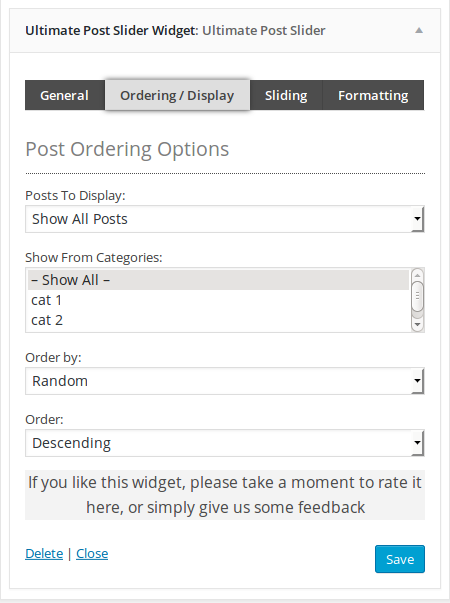 Ultimate Post Slider Widget: Ultimate Post Slider
General Ordering / Display Sliding Formatting
Post Ordering Options
Posts To Display:
Show All Posts
Show From Categories:
– Show All –
cat 1
cat 2
Order by:
Random
Order:
Descending
If you like this widget, please take a moment to rate it
here, or simply give us some feedback
Delete | Close Save